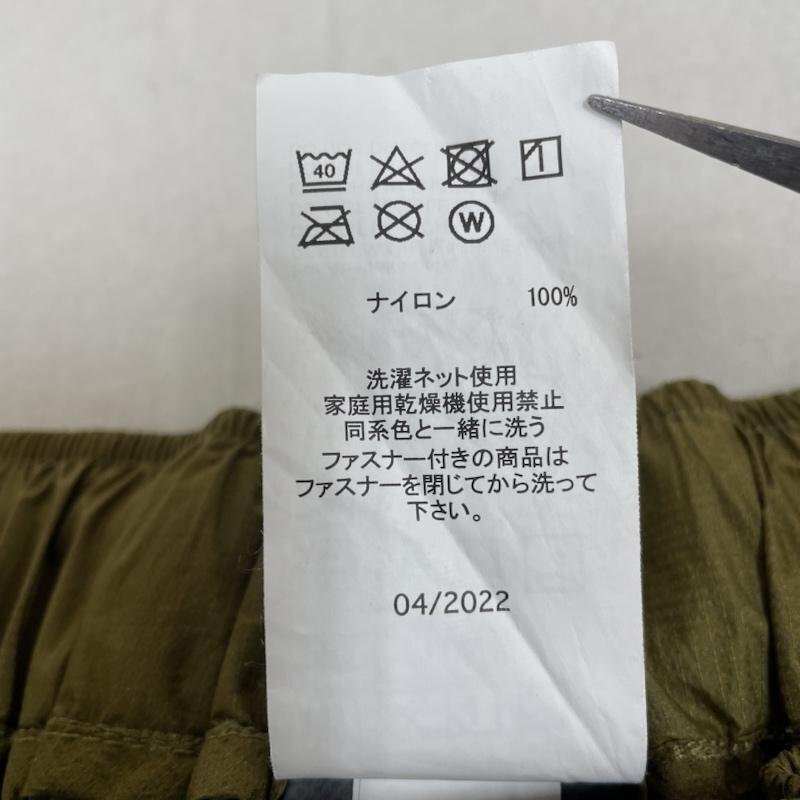 40
W
ナイロン 100%
洗濯ネット使用
家庭用乾燥機使用禁止
同系色と一緒に洗う
ファスナー付きの商品は
ファスナーを閉じてから洗って
下さい。
04/2022